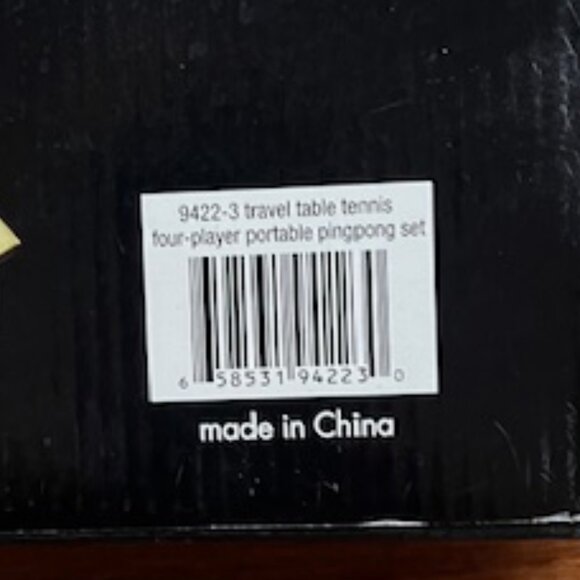 9422-3 travel table tennis
four-player portable pingpong set
6 58531 94223 0
made in China